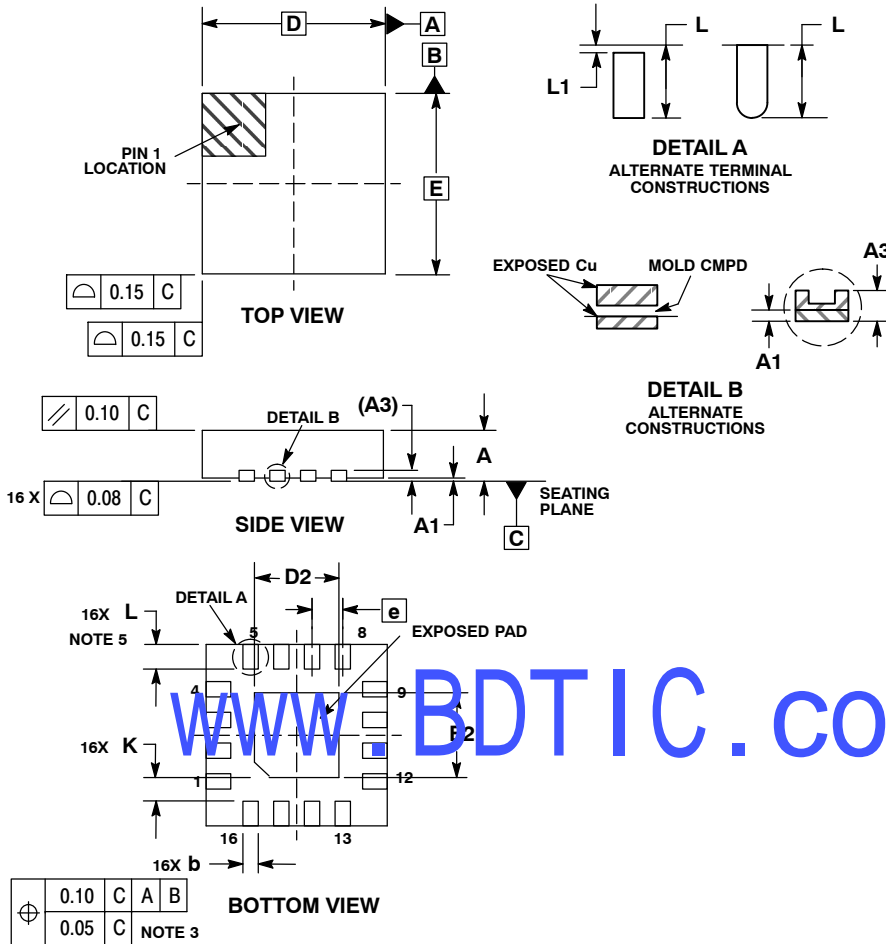 D
A
B
PIN 1
LOCATION
E
0.15 C
0.15 C
TOP VIEW
L
L
L1
DETAIL A
ALTERNATE TERMINAL
CONSTRUCTIONS
EXPOSED Cu
MOLD CMPD
A3
A1
DETAIL B
ALTERNATE
CONSTRUCTIONS
// 0.10 C
DETAIL B
(A3)
A
16 X 0.08 C
SIDE VIEW
A1
SEATING
PLANE
C
D2
DETAIL A
16X L
NOTE 5
e
5
8
EXPOSED PAD
4
9
www.BDTIC.co
E2
16X K
1
12
16
13
16X b
0.10 C A B
0.05 C NOTE 3
BOTTOM VIEW